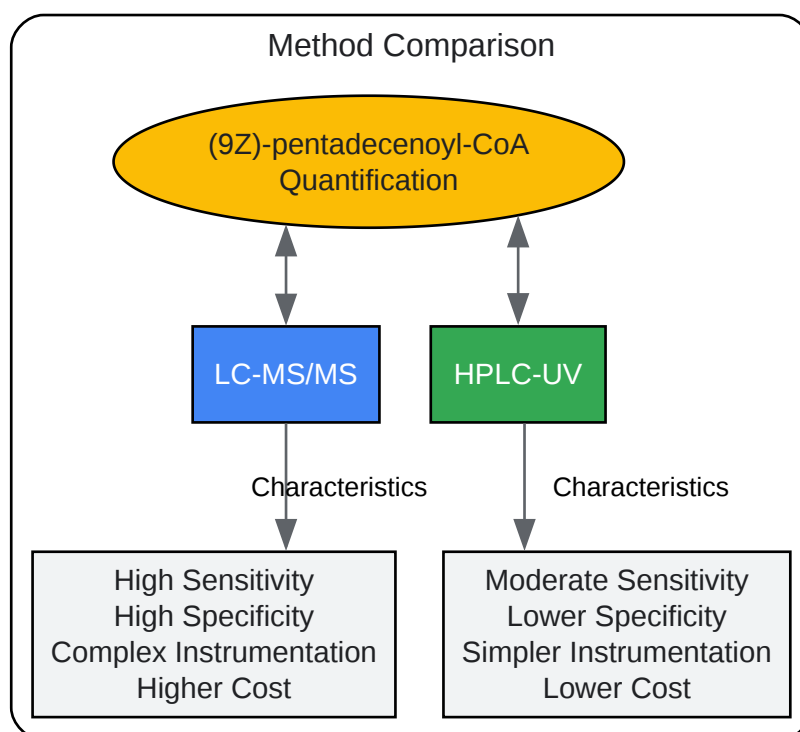 Method Comparison
(9Z)-pentadecenoyl-CoA
Quantification
LC-MS/MS
HPLC-UV
Characteristics
Characteristics
High Sensitivity
High Specificity
Complex Instrumentation
Higher Cost
Moderate Sensitivity
Lower Specificity
Simpler Instrumentation
Lower Cost